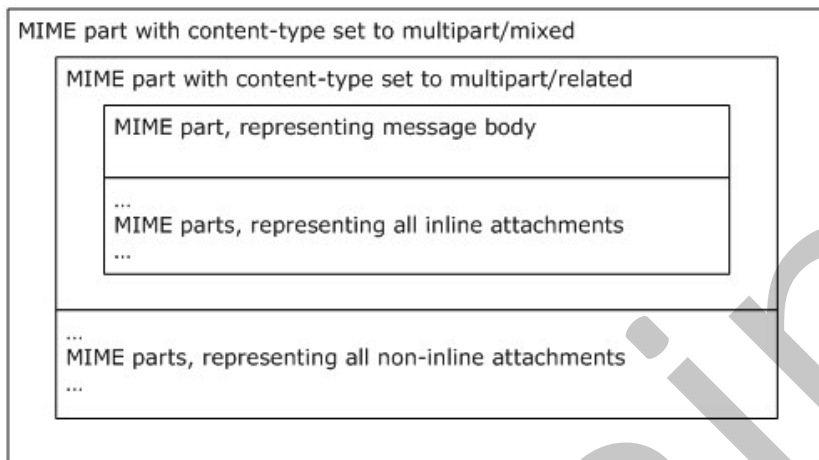 MIME part with content-type set to multipart/mixed
MIME part with content-type set to multipart/related
MIME part, representing message body
...
MIME parts, representing all inline attachments
...
...
MIME parts, representing all non-inline attachments
...